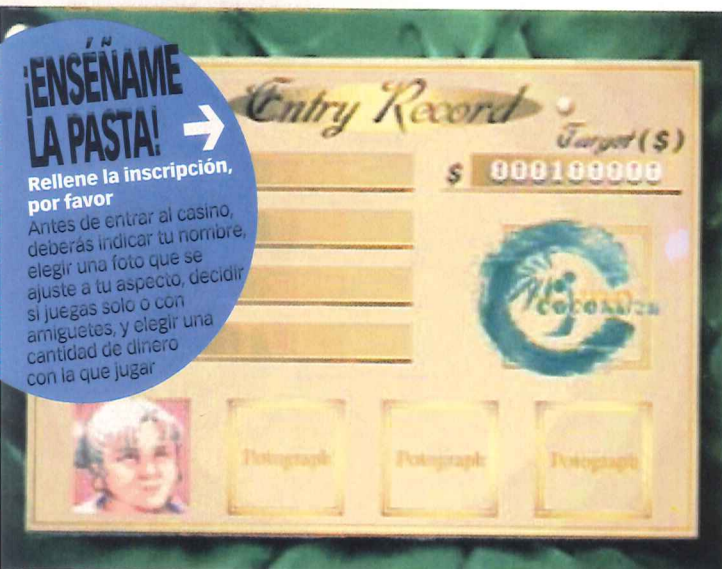 ¡ENSÉÑAME
LA PASTA!
Rellene la inscripción,
por favor
Antes de entrar al casino,
deberás indicar tu nombre,
elegir una foto que se
ajuste a tu aspecto, decidir
si juegas solo o con
amiguetes, y elegir una
cantidad de dinero
con la que jugar
Entry Record
Target ($)
$ 000100000
Potograph Potograph Potograph